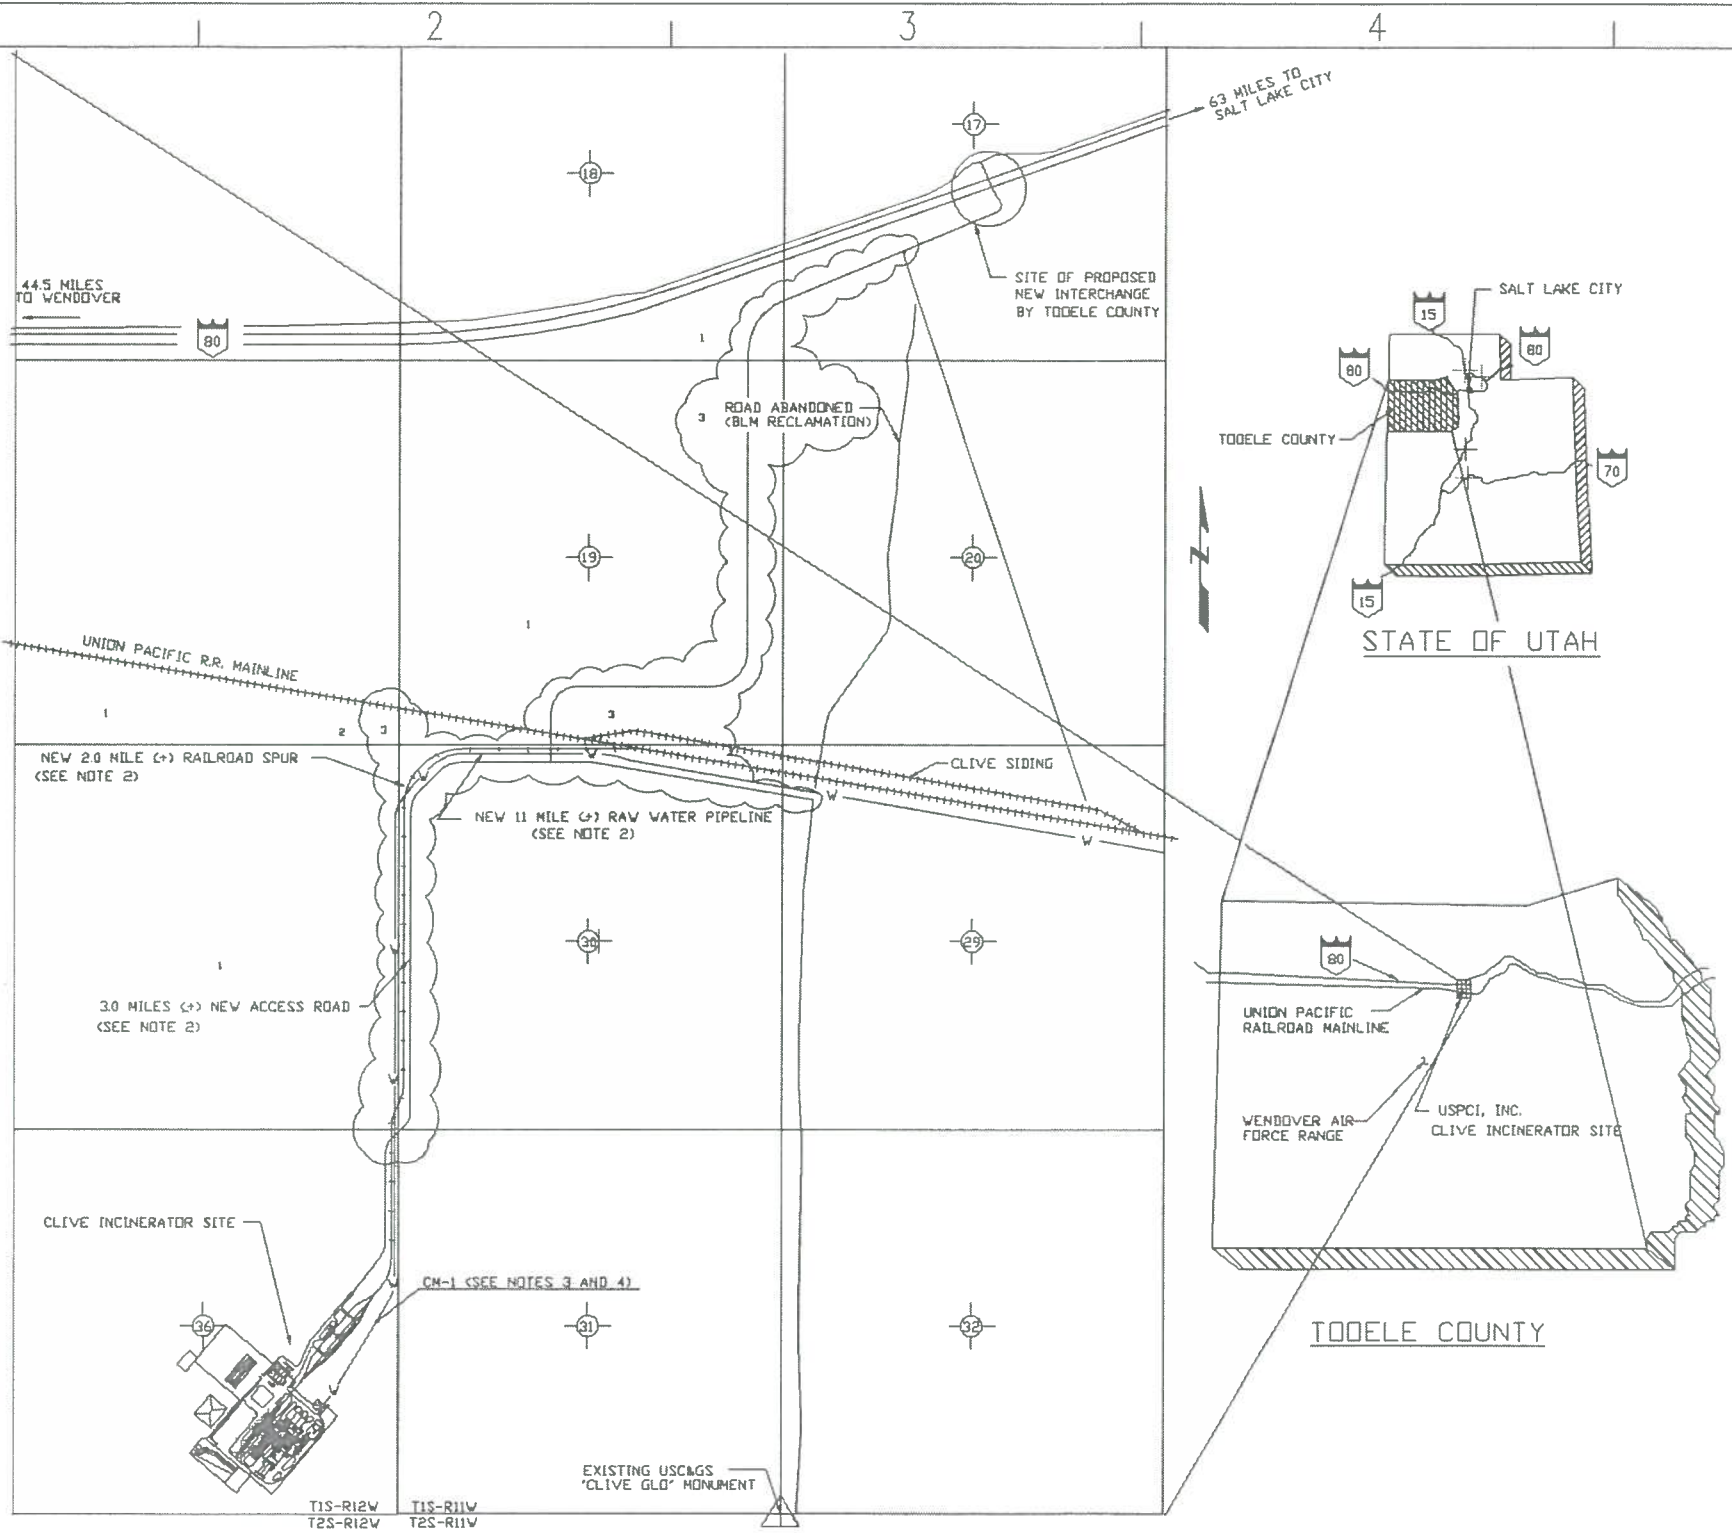 2
3
4
63 MILES TO
SALT LAKE CITY
17
18
44.5 MILES
TO WENDOVER
80
SITE OF PROPOSED
NEW INTERCHANGE
BY TOOELE COUNTY
1
3
ROAD ABANDONED
(BLM RECLAMATION)
19
20
1
UNION PACIFIC R.R. MAINLINE
1
2
3
3
NEW 2.0 MILE (+) RAILROAD SPUR
(SEE NOTE 2)
W
W
CLIVE SIDING
W
W
NEW 11 MILE (+) RAW WATER PIPELINE
(SEE NOTE 2)
30
29
1
W
3.0 MILES (+) NEW ACCESS ROAD
(SEE NOTE 2)
W
CLIVE INCINERATOR SITE
CM-1 (SEE NOTES 3 AND 4)
W
36
31
32
W
EXISTING USC&GS
"CLIVE GLO" MONUMENT
T1S-R12W
T1S-R11W
T2S-R12W
T2S-R11W
N
SALT LAKE CITY
15
80
80
TOOELE COUNTY
70
15
STATE OF UTAH
80
UNION PACIFIC
RAILROAD MAINLINE
WENDOVER AIR
FORCE RANGE
USPCI, INC.
CLIVE INCINERATOR SITE
TOOELE COUNTY